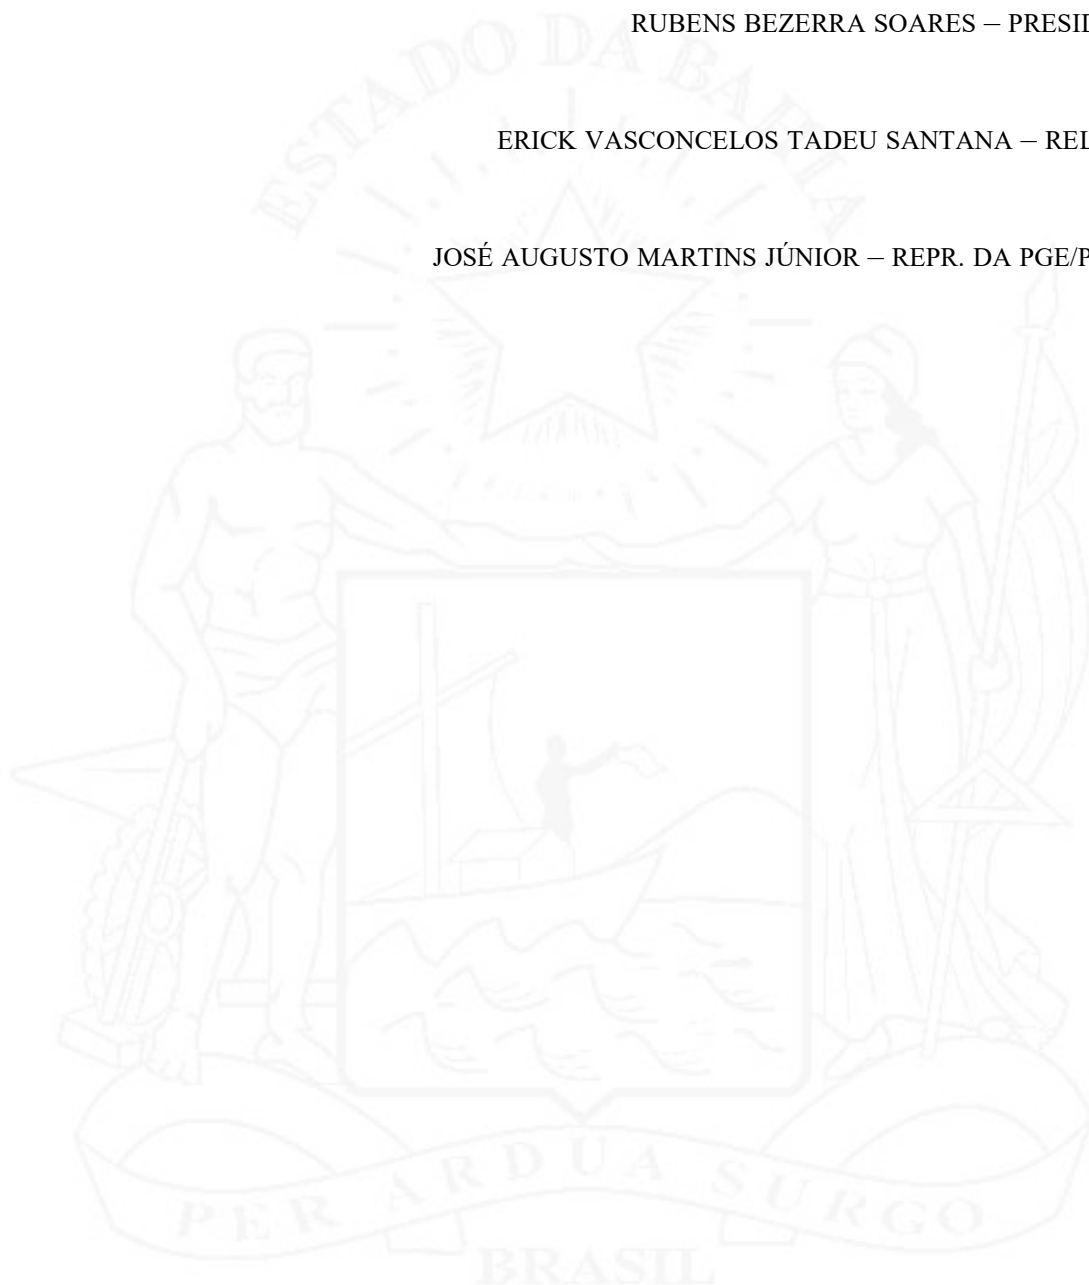 RUBENS BEZERRA SOARES – PRESI
ERICK VASCONCELOS TADEU SANTANA – REL
JOSÉ AUGUSTO MARTINS JÚNIOR – REPR. DA PGE/P
ESTADO DA BAHIA
PER ARDUA SURGO
BRASIL